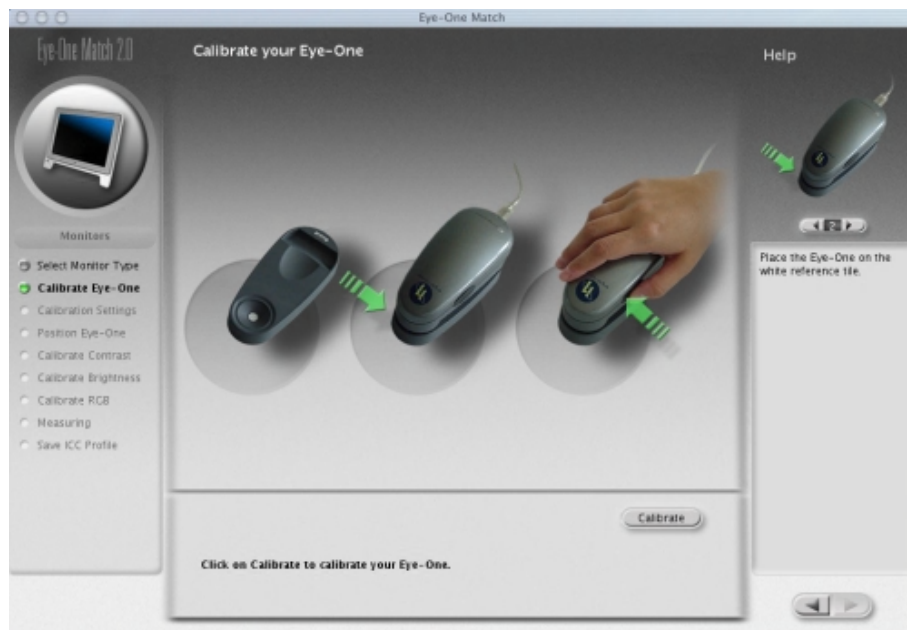 Eye-One Match
Eye-One Match 2.0
Calibrate your Eye-One
Help
Monitors
Select Monitor Type
Calibrate Eye-One
Calibration Settings
Position Eye-One
Calibrate Contrast
Calibrate Brightness
Calibrate RGB
Measuring
Save ICC Profile
Place the Eye-One on the
white reference tile.
Calibrate
Click on Calibrate to calibrate your Eye-One.